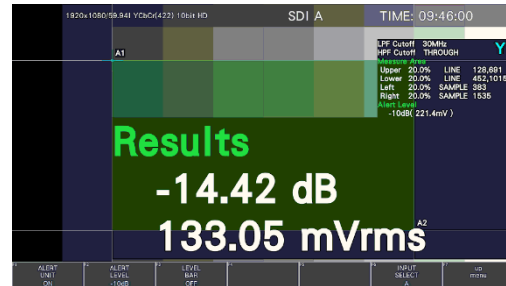 1920x1080/59.94I YCbCr(422) 10bit HD SDI A TIME: 09:46:00
LPF Cutoff 30MHz
HPF Cutoff THROUGH
Y
Measure Area
Upper 20.0% LINE 128,691
Lower 20.0% LINE 452,1015
Left 20.0% SAMPLE 383
Right 20.0% SAMPLE 1535
Alert Level
-10dB( 221.4mV )
A1
Results
-14.42 dB
133.05 mVrms
A2
ALERT UNIT ON
ALERT LEVEL -10dB
LEVEL BAR OFF
INPUT SELECT A
up menu